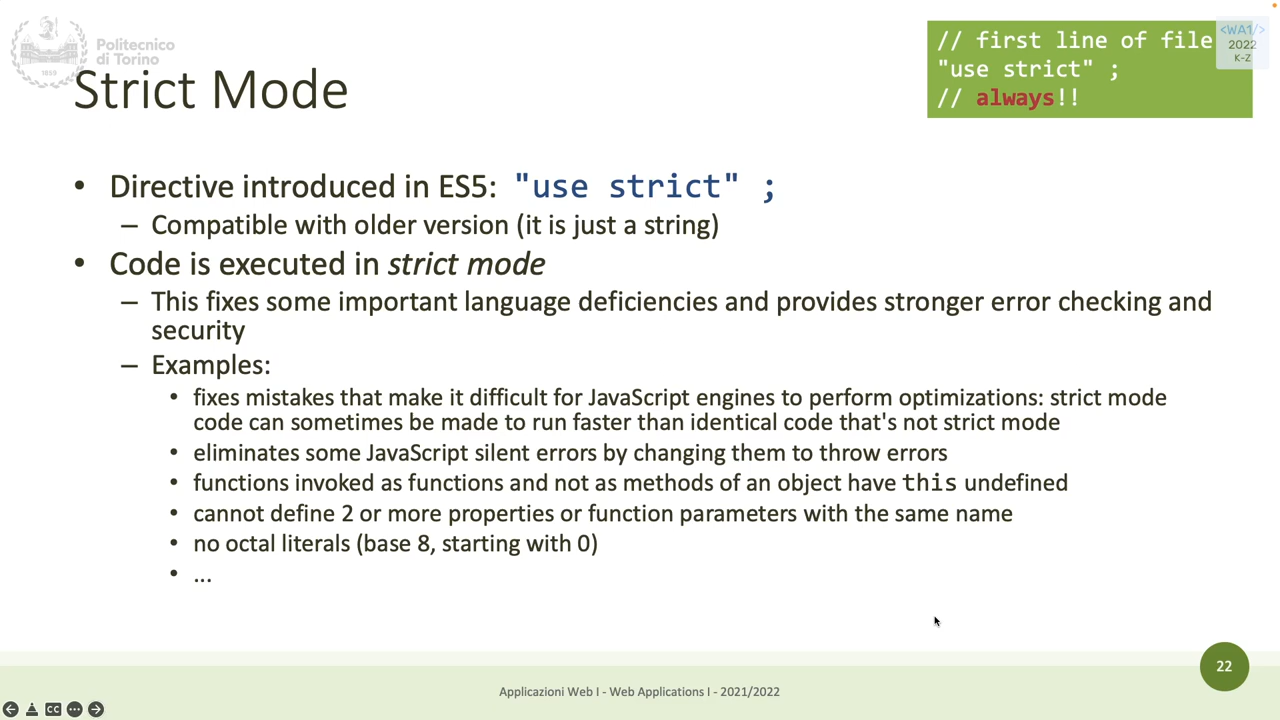 Politecnico
di Torino
1859
Strict Mode
// first line of file
"use strict" ;
// always!!
<WA1/>
2022
K-Z
• Directive introduced in ES5: "use strict" ;
– Compatible with older version (it is just a string)
• Code is executed in strict mode
– This fixes some important language deficiencies and provides stronger error checking and
security
– Examples:
• fixes mistakes that make it difficult for JavaScript engines to perform optimizations: strict mode
code can sometimes be made to run faster than identical code that's not strict mode
• eliminates some JavaScript silent errors by changing them to throw errors
• functions invoked as functions and not as methods of an object have this undefined
• cannot define 2 or more properties or function parameters with the same name
• no octal literals (base 8, starting with 0)
• ...
22
Applicazioni Web I - Web Applications I - 2021/2022
CC